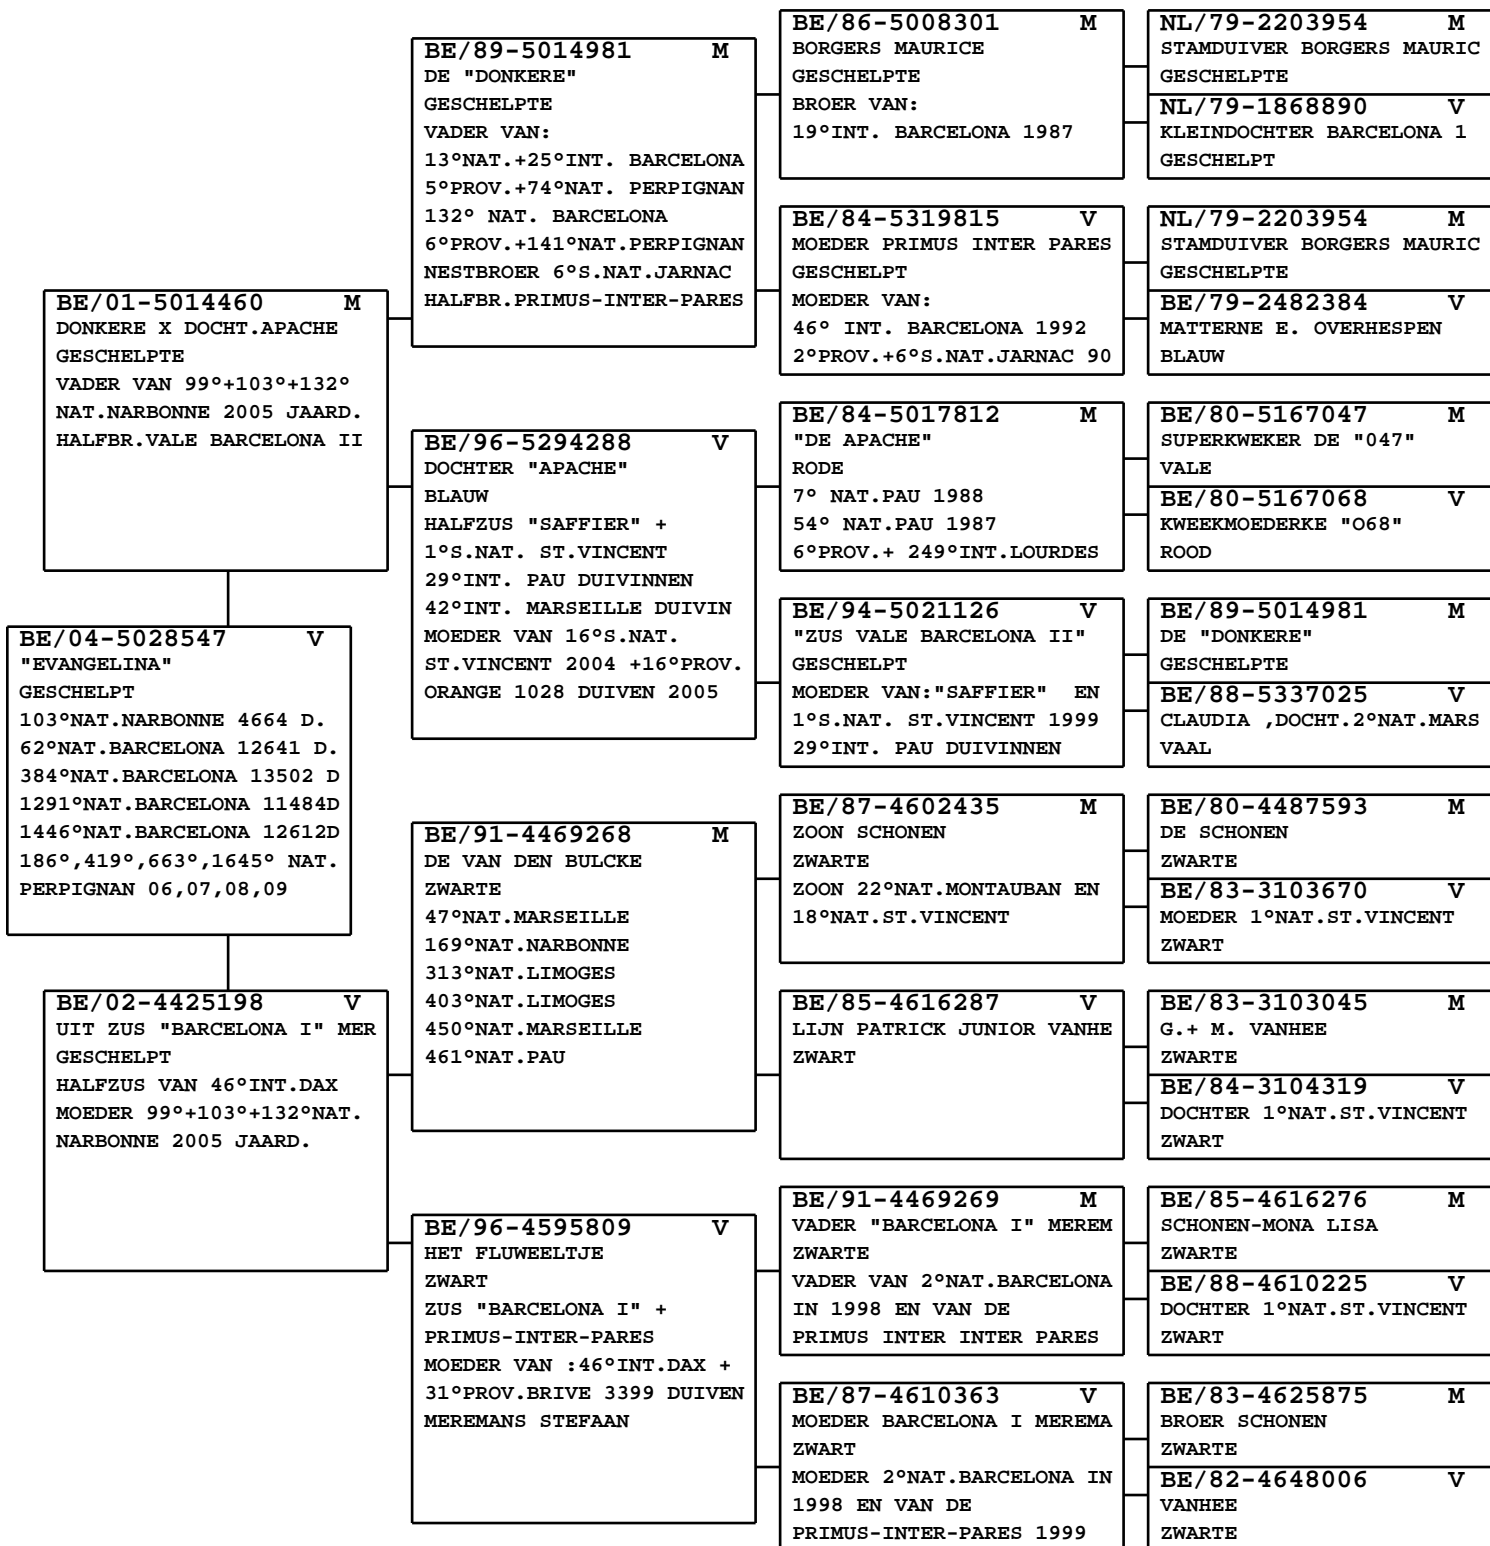 BE/04-5028547 V
"EVANGELINA"
GESCHELPT
103°NAT.NARBONNE 4664 D.
62°NAT.BARCELONA 12641 D.
384°NAT.BARCELONA 13502 D
1291°NAT.BARCELONA 11484D
1446°NAT.BARCELONA 12612D
186°,419°,663°,1645° NAT.
PERPIGNAN 06,07,08,09
BE/01-5014460 M
DONKERE X DOCHT.APACHE
GESCHELPTE
VADER VAN 99°+103°+132°
NAT.NARBONNE 2005 JAARD.
HALFBR.VALE BARCELONA II
BE/02-4425198 V
UIT ZUS "BARCELONA I" MER
GESCHELPT
HALFZUS VAN 46°INT.DAX
MOEDER 99°+103°+132°NAT.
NARBONNE 2005 JAARD.
BE/89-5014981 M
DE "DONKERE"
GESCHELPTE
VADER VAN:
13°NAT.+25°INT. BARCELONA
5°PROV.+74°NAT. PERPIGNAN
132° NAT. BARCELONA
6°PROV.+141°NAT.PERPIGNAN
NESTBROER 6°S.NAT.JARNAC
HALFBR.PRIMUS-INTER-PARES
BE/96-5294288 V
DOCHTER "APACHE"
BLAUW
HALFZUS "SAFFIER" +
1°S.NAT. ST.VINCENT
29°INT. PAU DUIVINNEN
42°INT. MARSEILLE DUIVIN
MOEDER VAN 16°S.NAT.
ST.VINCENT 2004 +16°PROV.
ORANGE 1028 DUIVEN 2005
BE/91-4469268 M
DE VAN DEN BULCKE
ZWARTE
47°NAT.MARSEILLE
169°NAT.NARBONNE
313°NAT.LIMOGES
403°NAT.LIMOGES
450°NAT.MARSEILLE
461°NAT.PAU
BE/96-4595809 V
HET FLUWEELTJE
ZWART
ZUS "BARCELONA I" +
PRIMUS-INTER-PARES
MOEDER VAN :46°INT.DAX +
31°PROV.BRIVE 3399 DUIVEN
MEREMANS STEFAAN
BE/86-5008301 M
BORGERS MAURICE
GESCHELPTE
BROER VAN:
19°INT. BARCELONA 1987
BE/84-5319815 V
MOEDER PRIMUS INTER PARES
GESCHELPT
MOEDER VAN:
46° INT. BARCELONA 1992
2°PROV.+6°S.NAT.JARNAC 90
BE/84-5017812 M
"DE APACHE"
RODE
7° NAT.PAU 1988
54° NAT.PAU 1987
6°PROV.+ 249°INT.LOURDES
BE/94-5021126 V
"ZUS VALE BARCELONA II"
GESCHELPT
MOEDER VAN:"SAFFIER" EN
1°S.NAT. ST.VINCENT 1999
29°INT. PAU DUIVINNEN
BE/87-4602435 M
ZOON SCHONEN
ZWARTE
ZOON 22°NAT.MONTAUBAN EN
18°NAT.ST.VINCENT
BE/85-4616287 V
LIJN PATRICK JUNIOR VANHE
ZWART
BE/91-4469269 M
VADER "BARCELONA I" MEREM
ZWARTE
VADER VAN 2°NAT.BARCELONA
IN 1998 EN VAN DE
PRIMUS INTER INTER PARES
BE/87-4610363 V
MOEDER BARCELONA I MEREMA
ZWART
MOEDER 2°NAT.BARCELONA IN
1998 EN VAN DE
PRIMUS-INTER-PARES 1999
NL/79-2203954 M
STAMDUIVER BORGERS MAURIC
GESCHELPTE
NL/79-1868890 V
KLEINDOCHTER BARCELONA 1
GESCHELPT
NL/79-2203954 M
STAMDUIVER BORGERS MAURIC
GESCHELPTE
BE/79-2482384 V
MATTERNE E. OVERHESPEN
BLAUW
BE/80-5167047 M
SUPERKWEKER DE "047"
VALE
BE/80-5167068 V
KWEEKMOEDERKE "O68"
ROOD
BE/89-5014981 M
DE "DONKERE"
GESCHELPTE
BE/88-5337025 V
CLAUDIA ,DOCHT.2°NAT.MARS
VAAL
BE/80-4487593 M
DE SCHONEN
ZWARTE
BE/83-3103670 V
MOEDER 1°NAT.ST.VINCENT
ZWART
BE/83-3103045 M
G.+ M. VANHEE
ZWARTE
BE/84-3104319 V
DOCHTER 1°NAT.ST.VINCENT
ZWART
BE/85-4616276 M
SCHONEN-MONA LISA
ZWARTE
BE/88-4610225 V
DOCHTER 1°NAT.ST.VINCENT
ZWART
BE/83-4625875 M
BROER SCHONEN
ZWARTE
BE/82-4648006 V
VANHEE
ZWARTE